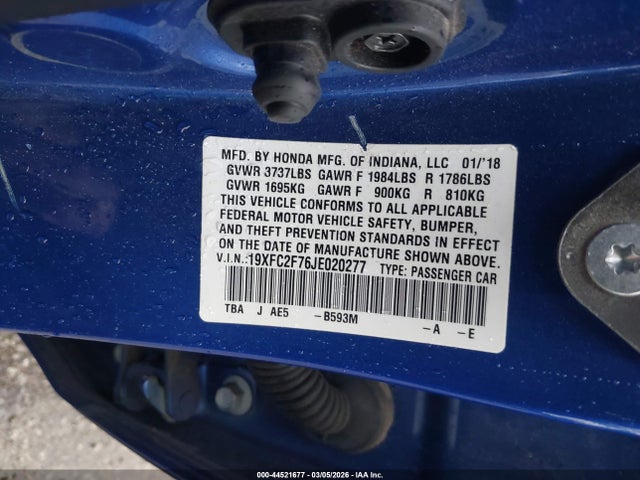 MFD. BY HONDA MFG. OF INDIANA, LLC 01/'18
GVWR 3737LBS GAWR F 1984LBS R 1786LBS
GVWR 1695KG GAWR F 900KG R 810KG
THIS VEHICLE CONFORMS TO ALL APPLICABLE
FEDERAL MOTOR VEHICLE SAFETY, BUMPER,
AND THEFT PREVENTION STANDARDS IN EFFECT
ON THE DATE OF MANUFACTURE SHOWN ABOVE.
V.I.N.:19XFC2F76JE020277 TYPE: PASSENGER CAR
TBA J AE5 -B593M -A -E
000-44521677 - 03/05/2026 - IAA Inc.